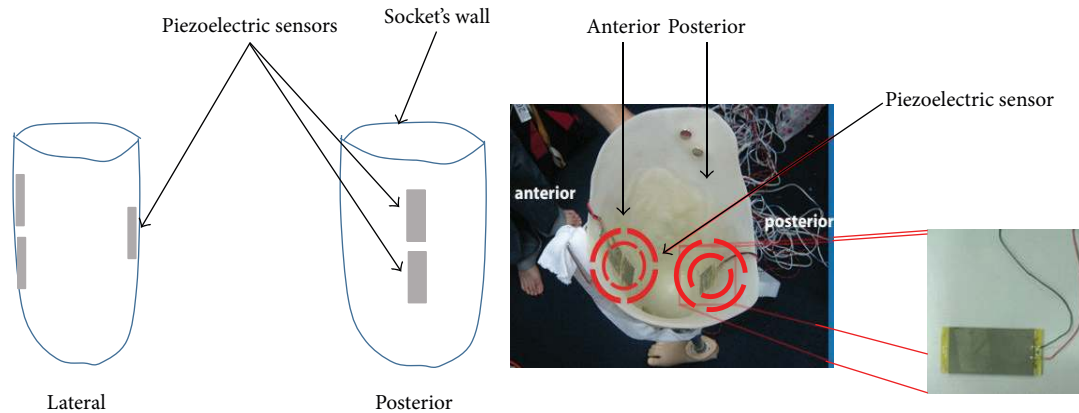 Piezoelectric sensors
Socket's wall
Anterior Posterior
Piezoelectric sensor
anterior
posterior
Lateral
Posterior